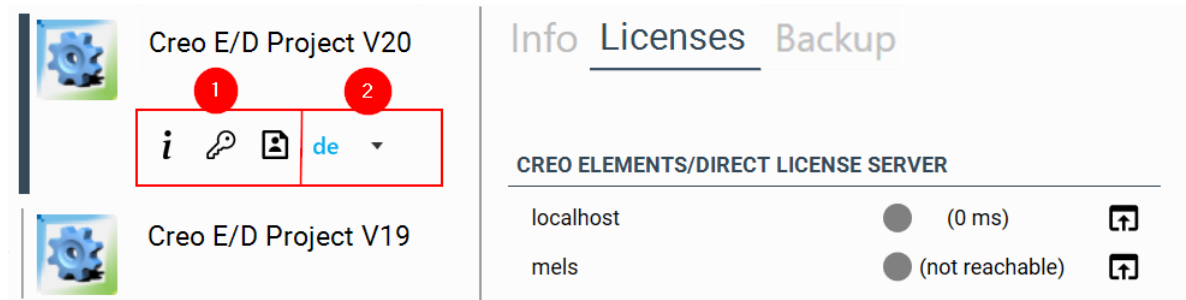 Creo E/D Project V20
1
2
i
de
Creo E/D Project V19
Info Licenses Backup
CREO ELEMENTS/DIRECT LICENSE SERVER
localhost (0 ms)
mels (not reachable)